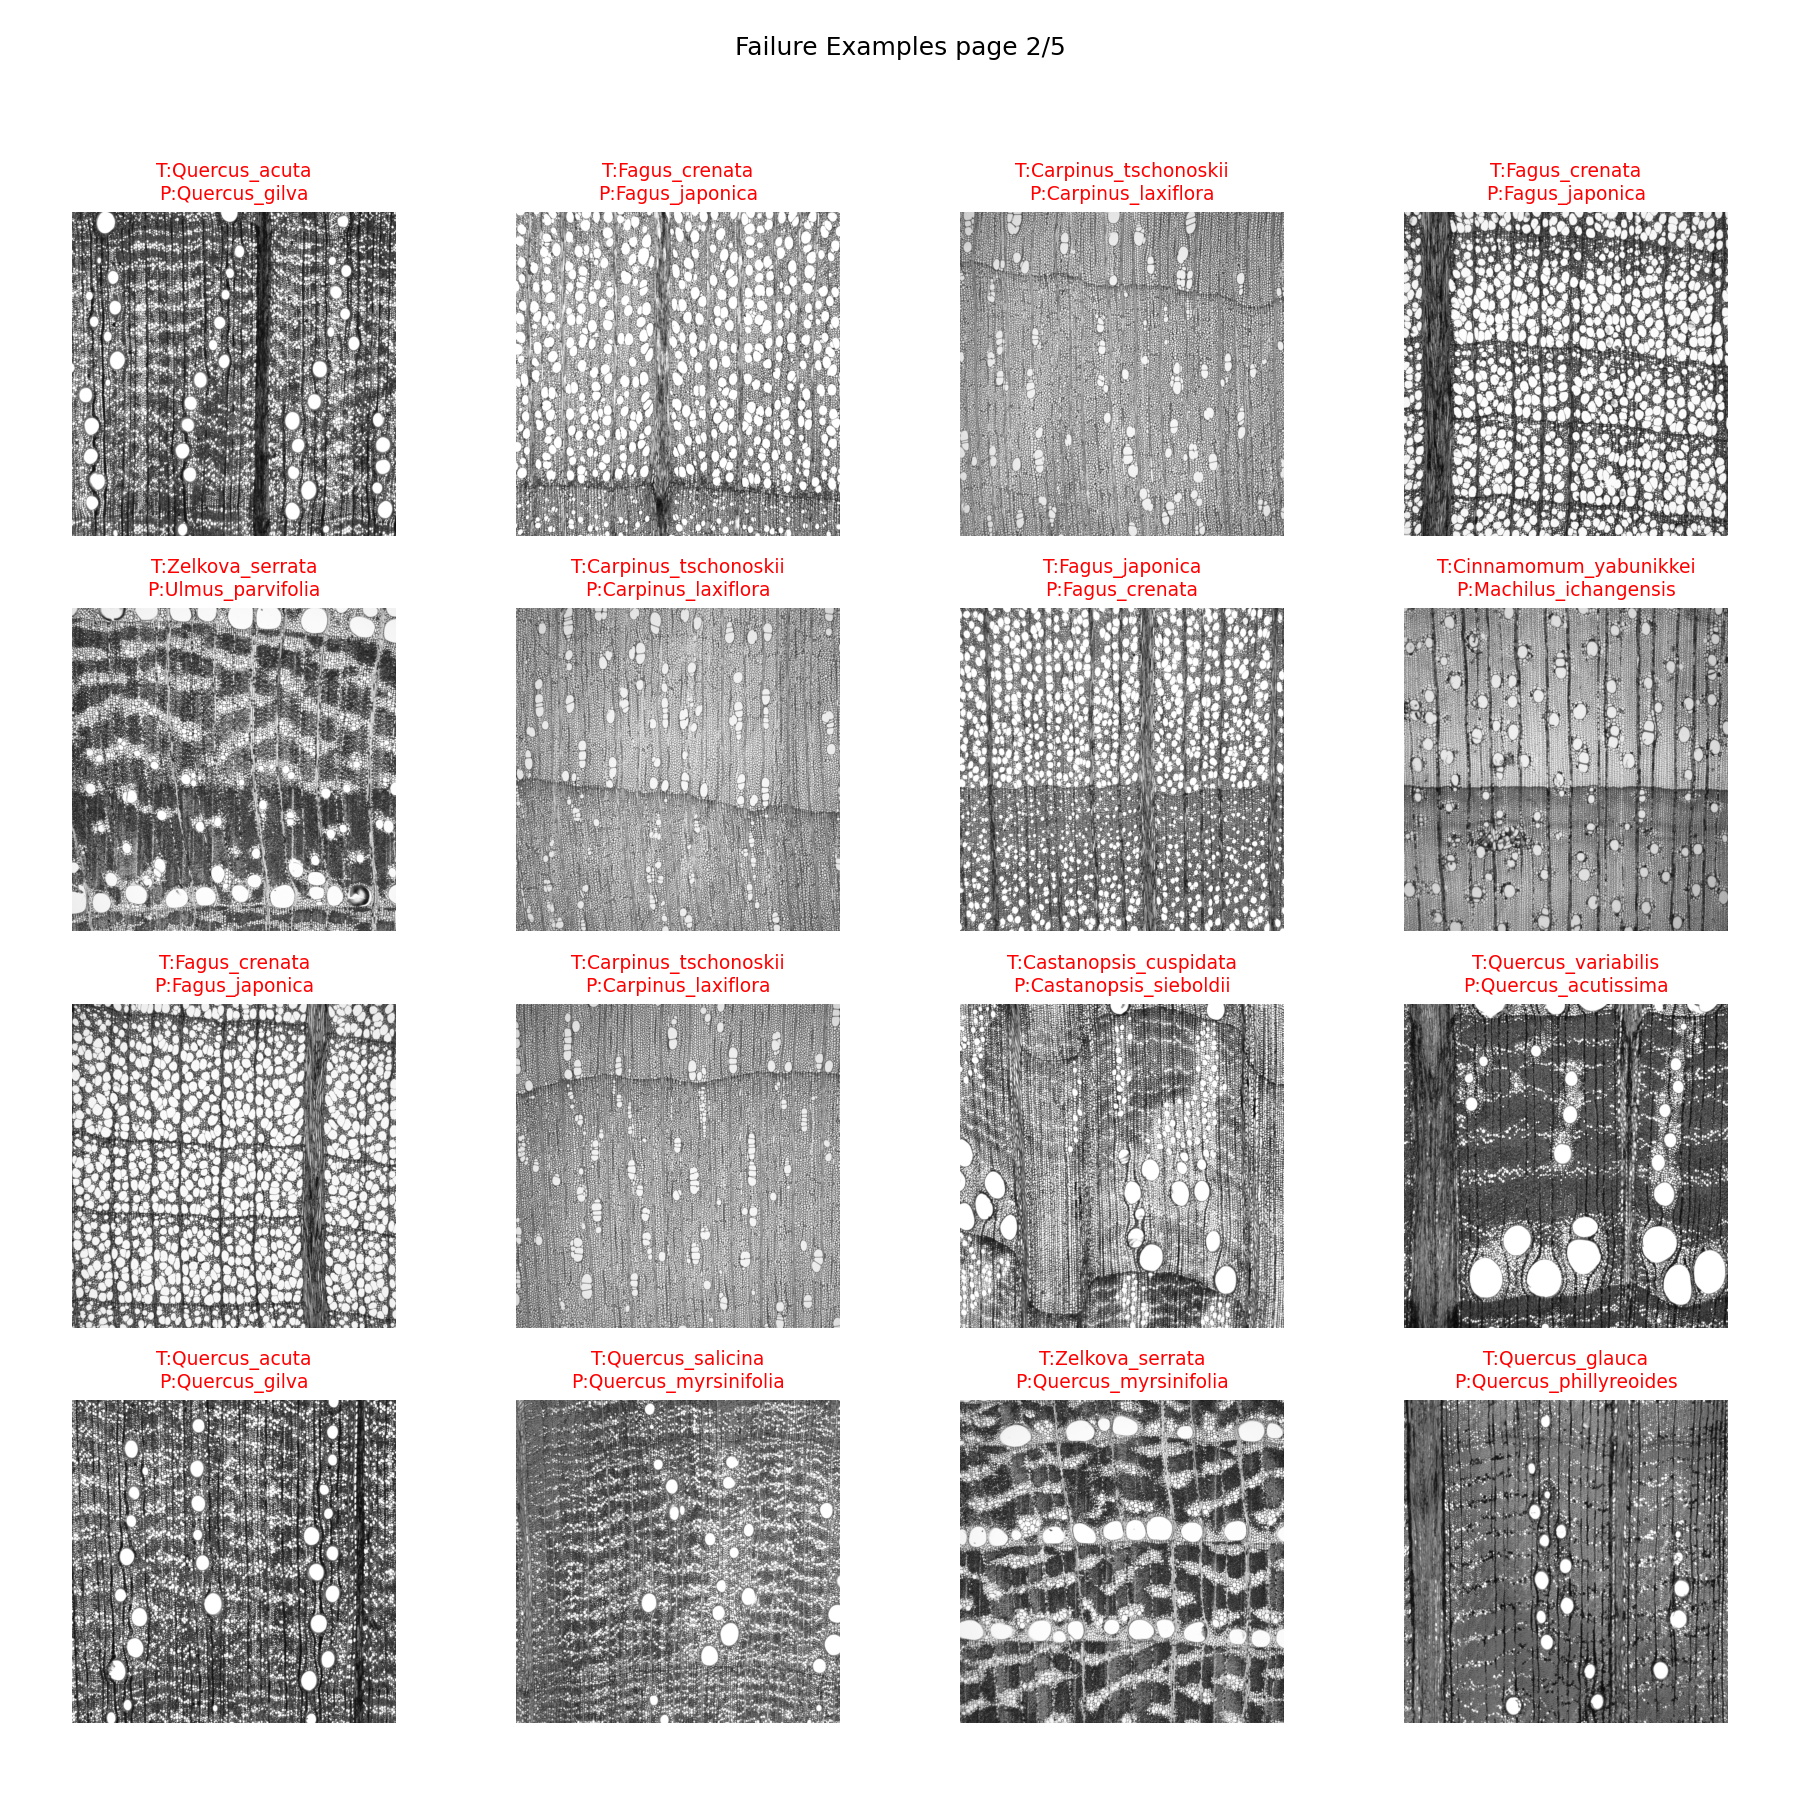 Failure Examples page 2/5
T:Quercus_acuta
P:Quercus_gilva
T:Fagus_crenata
P:Fagus_japonica
T:Carpinus_tschonoskii
P:Carpinus_laxiflora
T:Fagus_crenata
P:Fagus_japonica
T:Zelkova_serrata
P:Ulmus_parvifolia
T:Carpinus_tschonoskii
P:Carpinus_laxiflora
T:Fagus_japonica
P:Fagus_crenata
T:Cinnamomum_yabunikkei
P:Machilus_ichangensis
T:Fagus_crenata
P:Fagus_japonica
T:Carpinus_tschonoskii
P:Carpinus_laxiflora
T:Castanopsis_cuspidata
P:Castanopsis_sieboldii
T:Quercus_variabilis
P:Quercus_acutissima
T:Quercus_acuta
P:Quercus_gilva
T:Quercus_salicina
P:Quercus_myrsinifolia
T:Zelkova_serrata
P:Quercus_myrsinifolia
T:Quercus_glauca
P:Quercus_phillyreoides